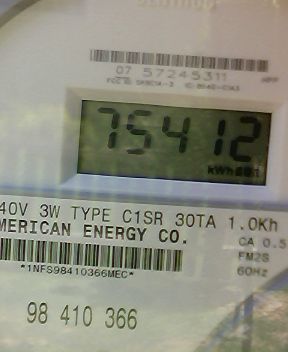 07 57245311
75412
kWh
40V 3W TYPE C1SR 30TA 1.0Kh
MERICAN ENERGY CO.
CA 0.5
FM2S
60Hz
*1NFS98410366MEC*
98 410 366